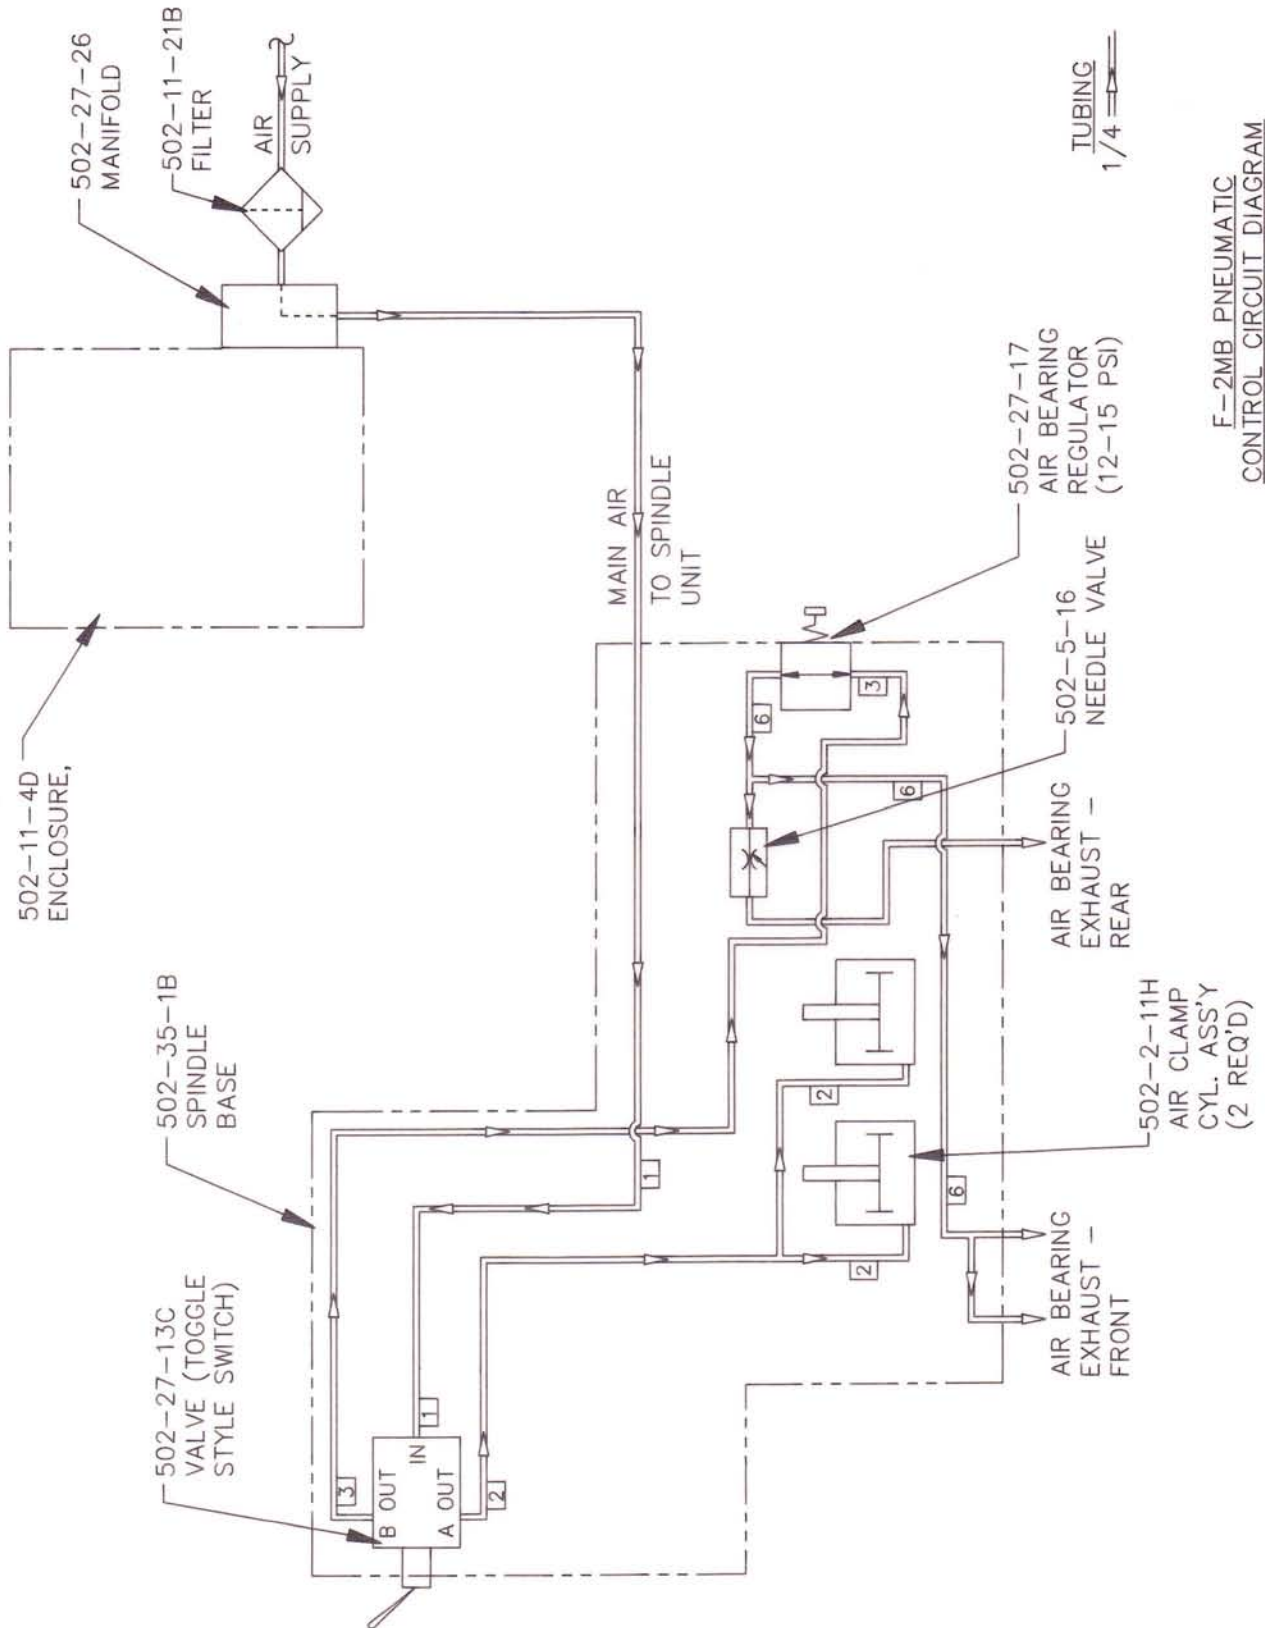 502-27-26
MANIFOLD
502-11-21B
FILTER
AIR
SUPPLY
502-11-4D
ENCLOSURE,
MAIN AIR
TO SPINDLE
UNIT
502-35-1B
SPINDLE
BASE
502-27-13C
VALVE (TOGGLE
STYLE SWITCH)
B OUT
IN
A OUT
3
1
2
1
2
2
6
3
6
6
502-27-17
AIR BEARING
REGULATOR
(12-15 PSI)
502-5-16
NEEDLE VALVE
AIR BEARING
EXHAUST -
REAR
502-2-11H
AIR CLAMP
CYL. ASS'Y
(2 REQ'D)
AIR BEARING
EXHAUST -
FRONT
TUBING
1/4
F-2MB PNEUMATIC
CONTROL CIRCUIT DIAGRAM